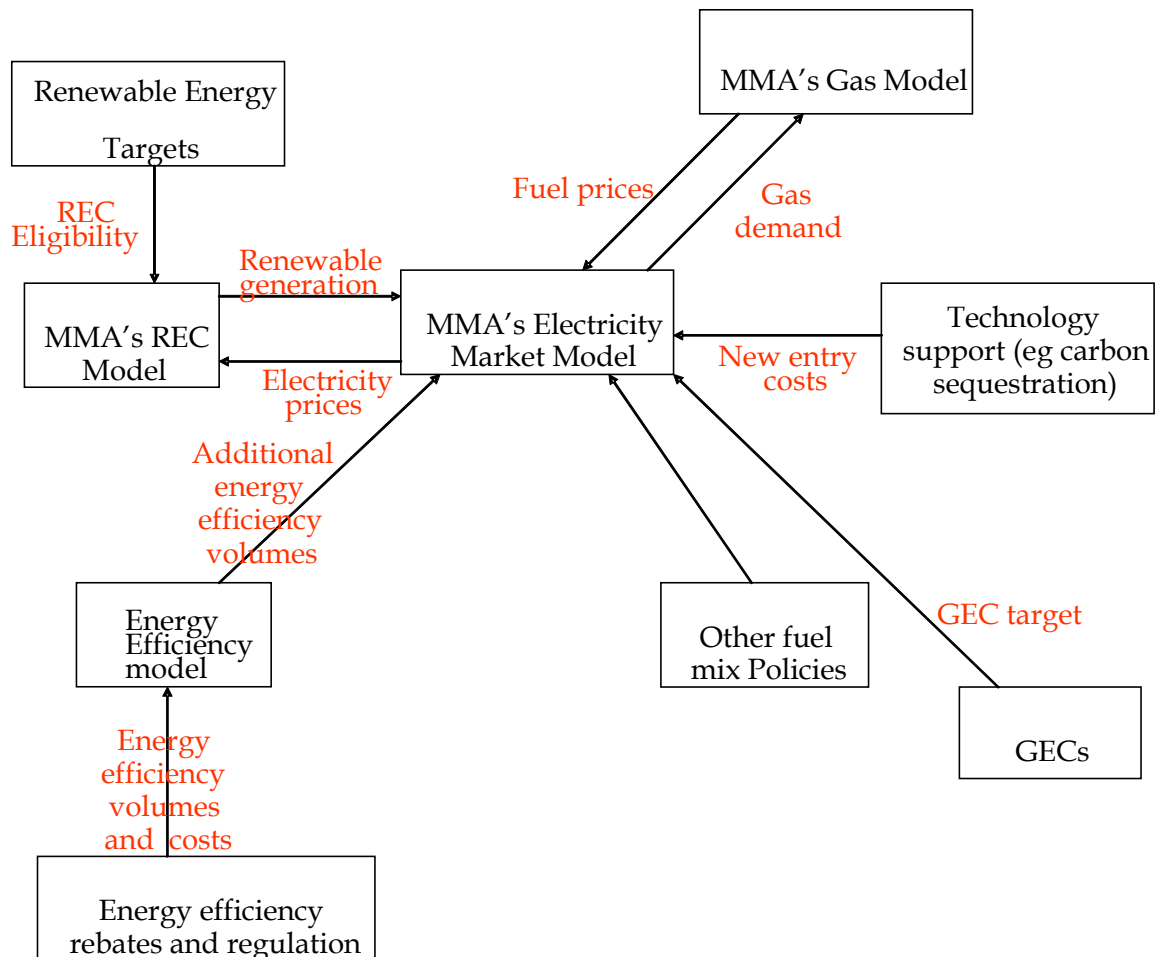 MMA's Gas Model
Renewable Energy
Targets
Fuel prices
Gas
demand
REC
Eligibility
Renewable
generation
MMA's REC
Model
MMA's Electricity
Market Model
Technology
support (eg carbon
sequestration)
New entry
costs
Electricity
prices
Additional
energy
efficiency
volumes
Energy
Efficiency
model
Other fuel
mix Policies
GEC target
GECs
Energy
efficiency
volumes
and costs
Energy efficiency
rebates and regulation